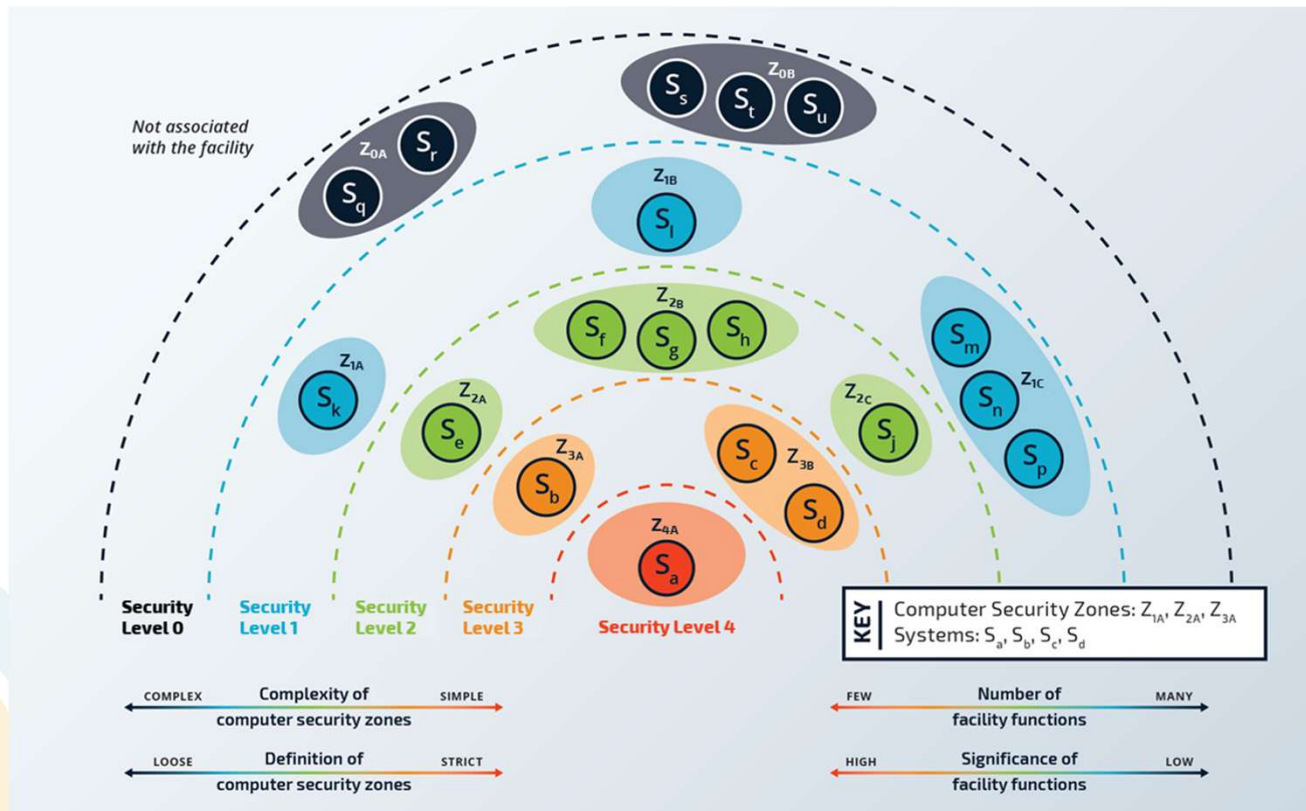 Not associated
with the facility
Z0A
Sr
Sq
Z0B
Ss
St
Su
Z1B
Sl
Z2B
Sf
Sg
Sh
Z1A
Sk
Z2A
Se
Z3A
Sb
Z3B
Sc
Sd
Z2C
Sj
Z1C
Sm
Sn
Sp
Z4A
Sa
Security
Level 0
Security
Level 1
Security
Level 2
Security
Level 3
Security Level 4
KEY
Computer Security Zones: Z1A, Z2A, Z3A
Systems: Sa, Sb, Sc, Sd
COMPLEX Complexity of SIMPLE
computer security zones
LOOSE Definition of STRICT
computer security zones
FEW Number of MANY
facility functions
HIGH Significance of LOW
facility functions